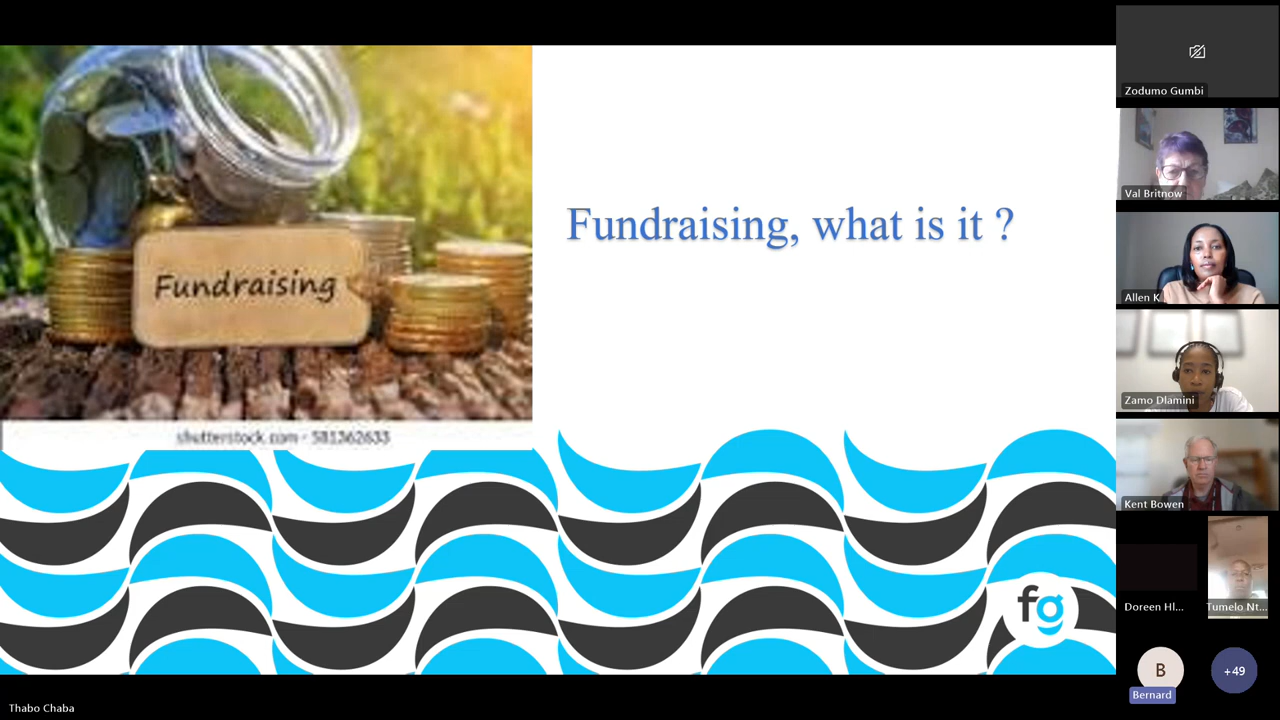 Fundraising
shutterstock.com · 581362633
Fundraising, what is it ?
fg
Thabo Chaba
Zodumo Gumbi
Val Britnow
Allen K
Zamo Dlamini
Kent Bowen
Doreen Hl...
Tumelo Nt...
B
Bernard
+49